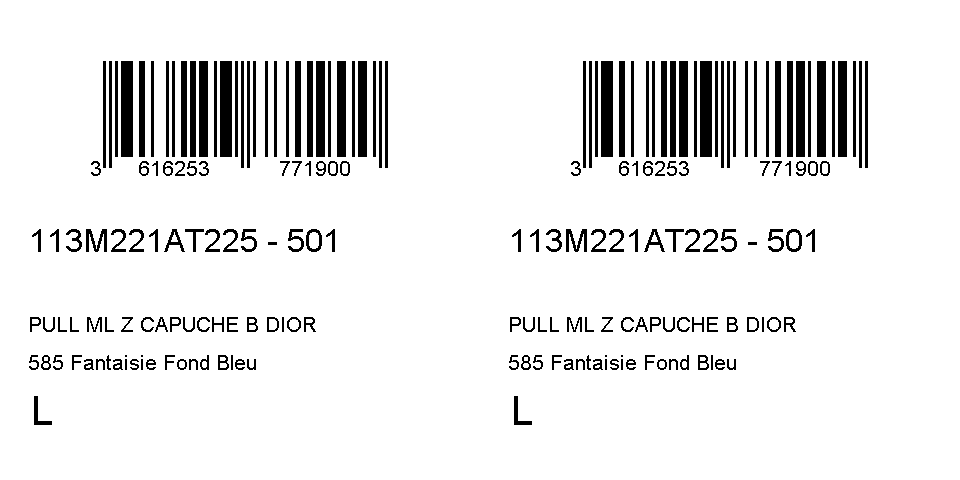 3 616253 771900
113M221AT225 - 501
PULL ML Z CAPUCHE B DIOR
585 Fantaisie Fond Bleu
L
3 616253 771900
113M221AT225 - 501
PULL ML Z CAPUCHE B DIOR
585 Fantaisie Fond Bleu
L